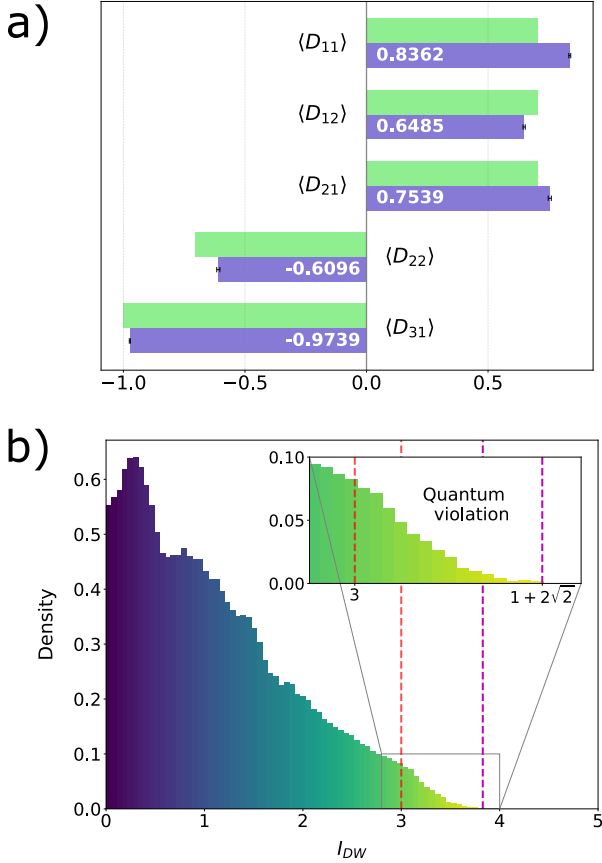 a)
⟨D₁₁⟩
0.8362
⟨D₁₂⟩
0.6485
⟨D₂₁⟩
0.7539
⟨D₂₂⟩
-0.6096
⟨D₃₁⟩
-0.9739
−1.0 −0.5 0.0 0.5
b)
0.6
0.5
0.4
0.3
0.2
0.1
0.0
Density
0.10
0.05
0.00
Quantum
violation
3 1 + 2√2
0 1 2 3 4 5
I_{DW}